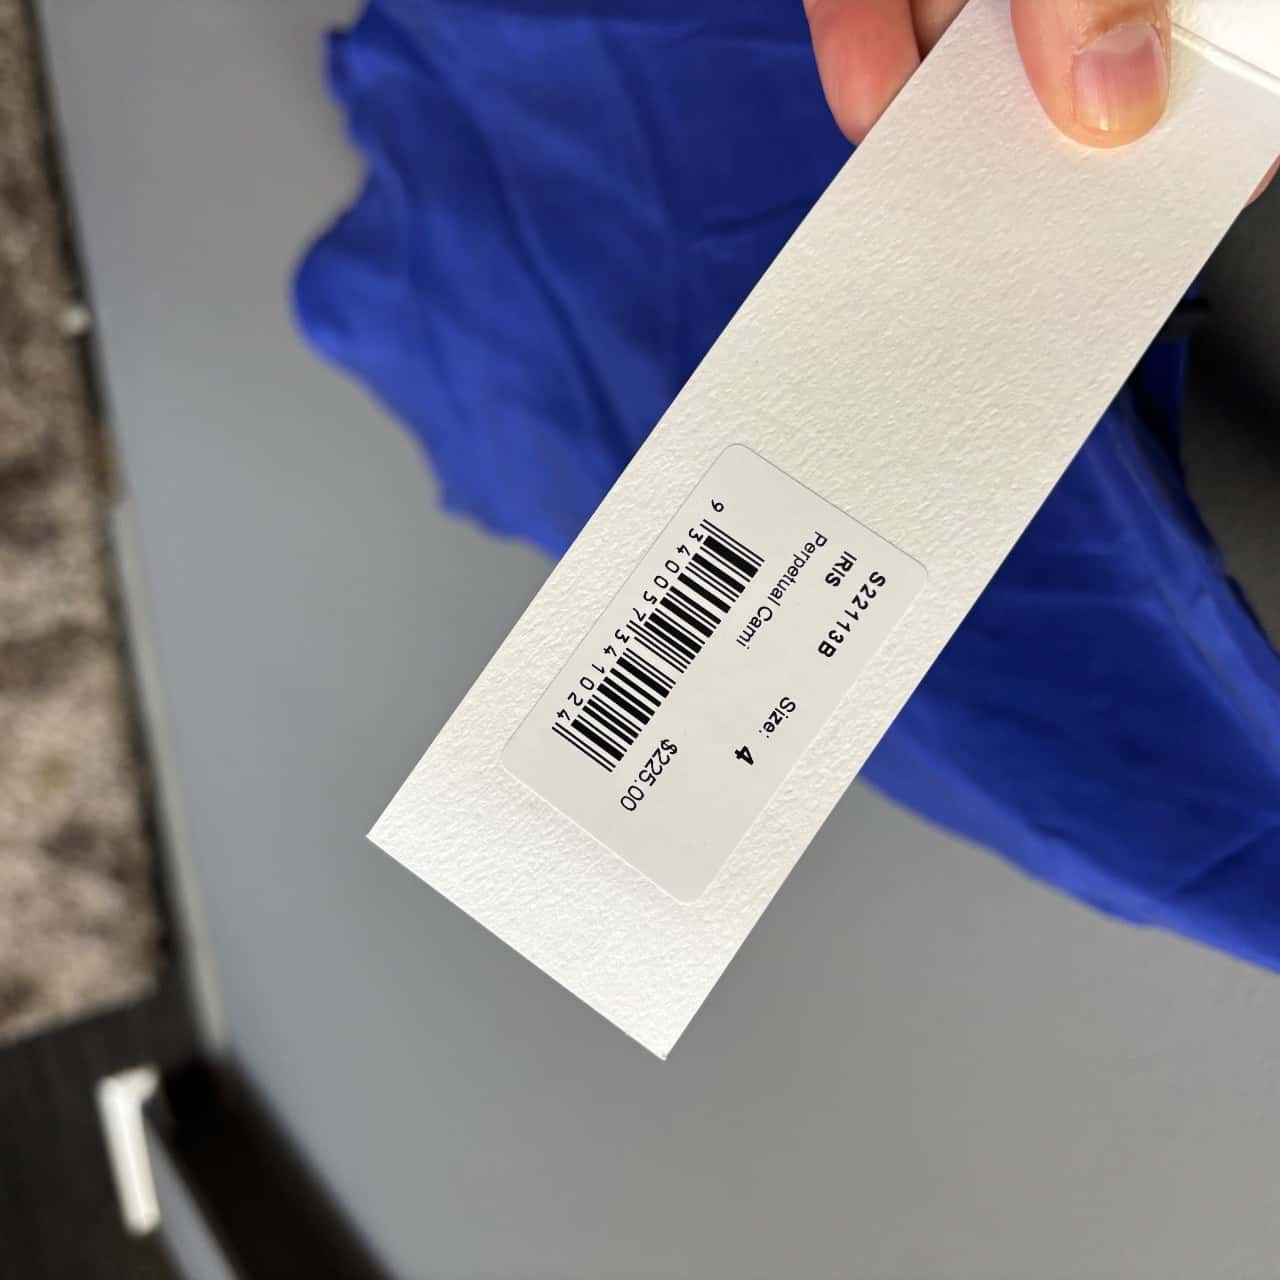 S22113B
IRIS
Size: 4
Perpetual Cami
9 340057 341024
$225.00